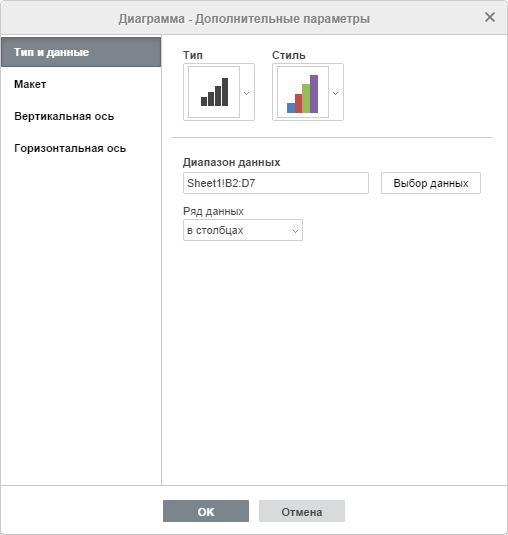 Диаграмма - Дополнительные параметры
Тип и данные
Макет
Вертикальная ось
Горизонтальная ось
Тип
Стиль
Диапазон данных
Sheet1!B2:D7
Выбор данных
Ряд данных
в столбцах
OK
Отмена